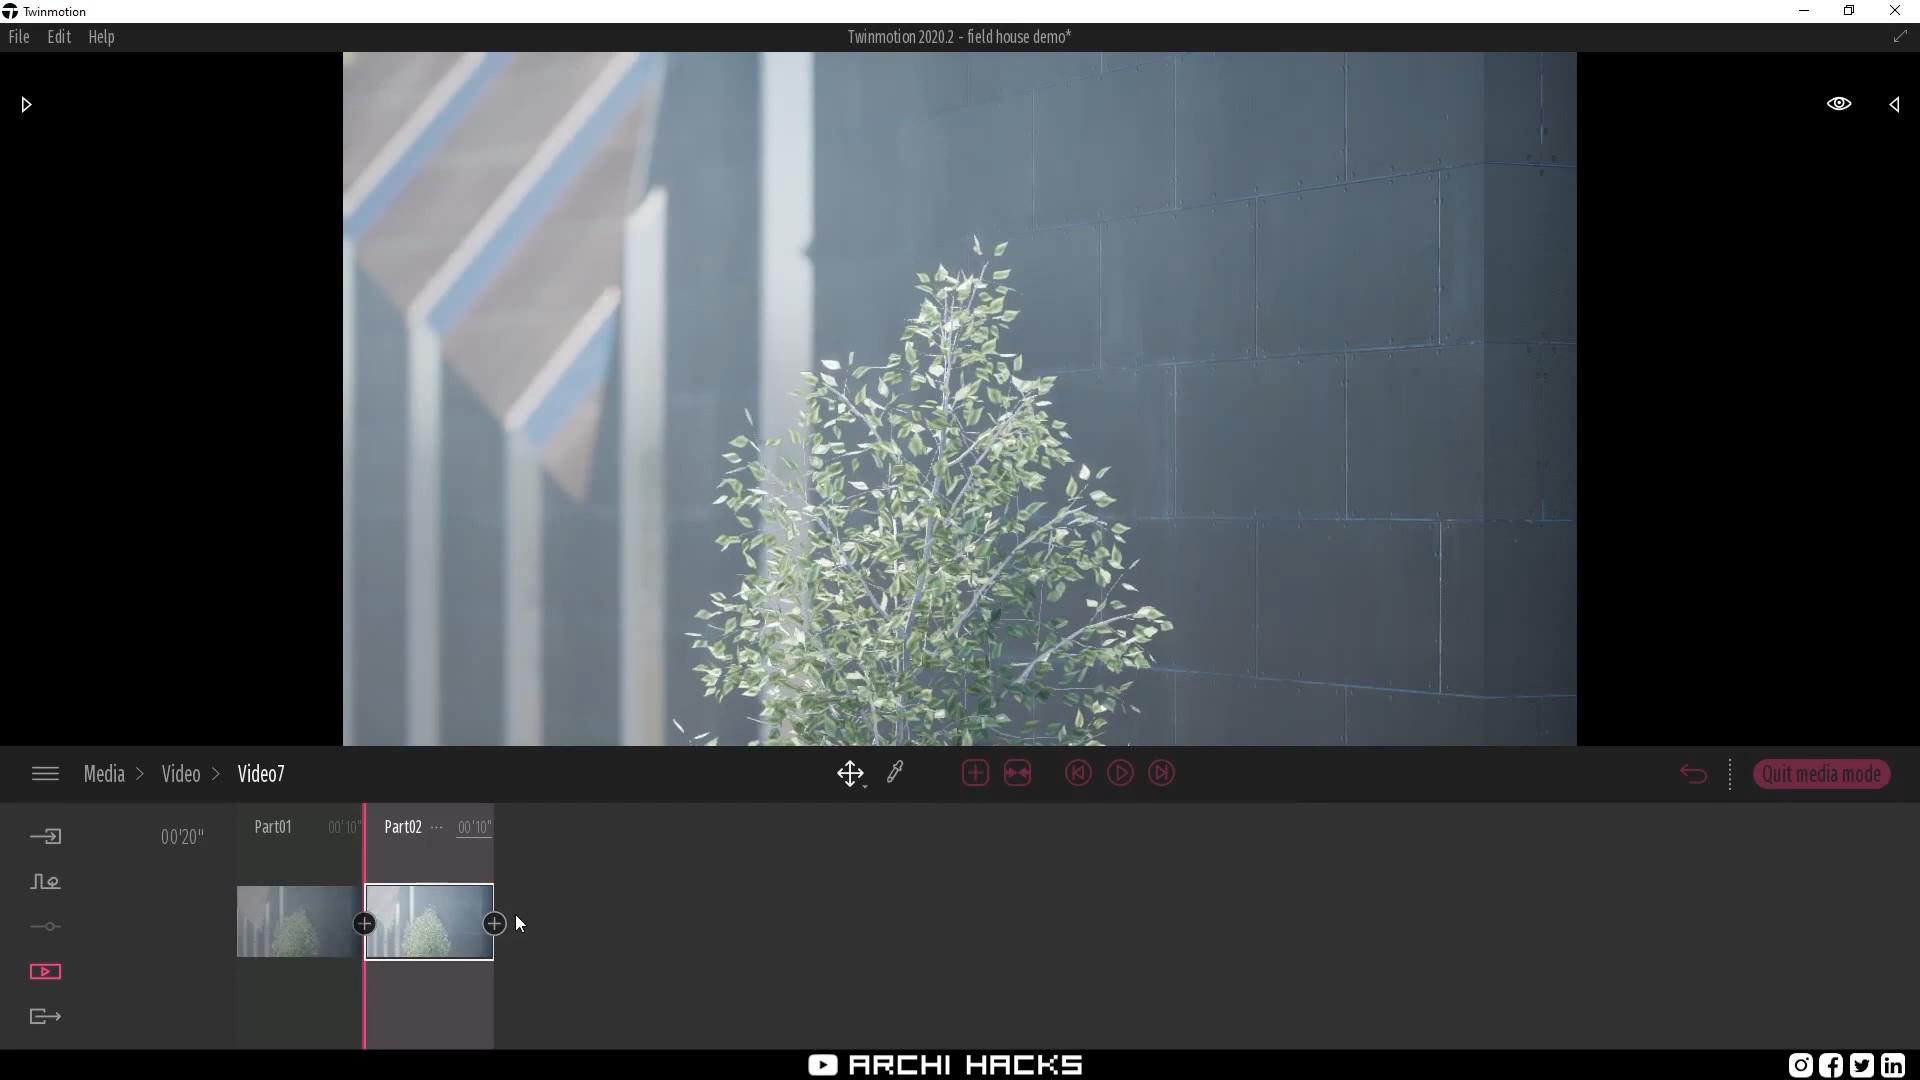 Twinmotion
File Edit Help
Twinmotion 2020.2 - field house demo*
Media > Video > Video7
Quit media mode
00'20"
Part01 00'10"
Part02 ... 00'10"
ARCHI HACKS